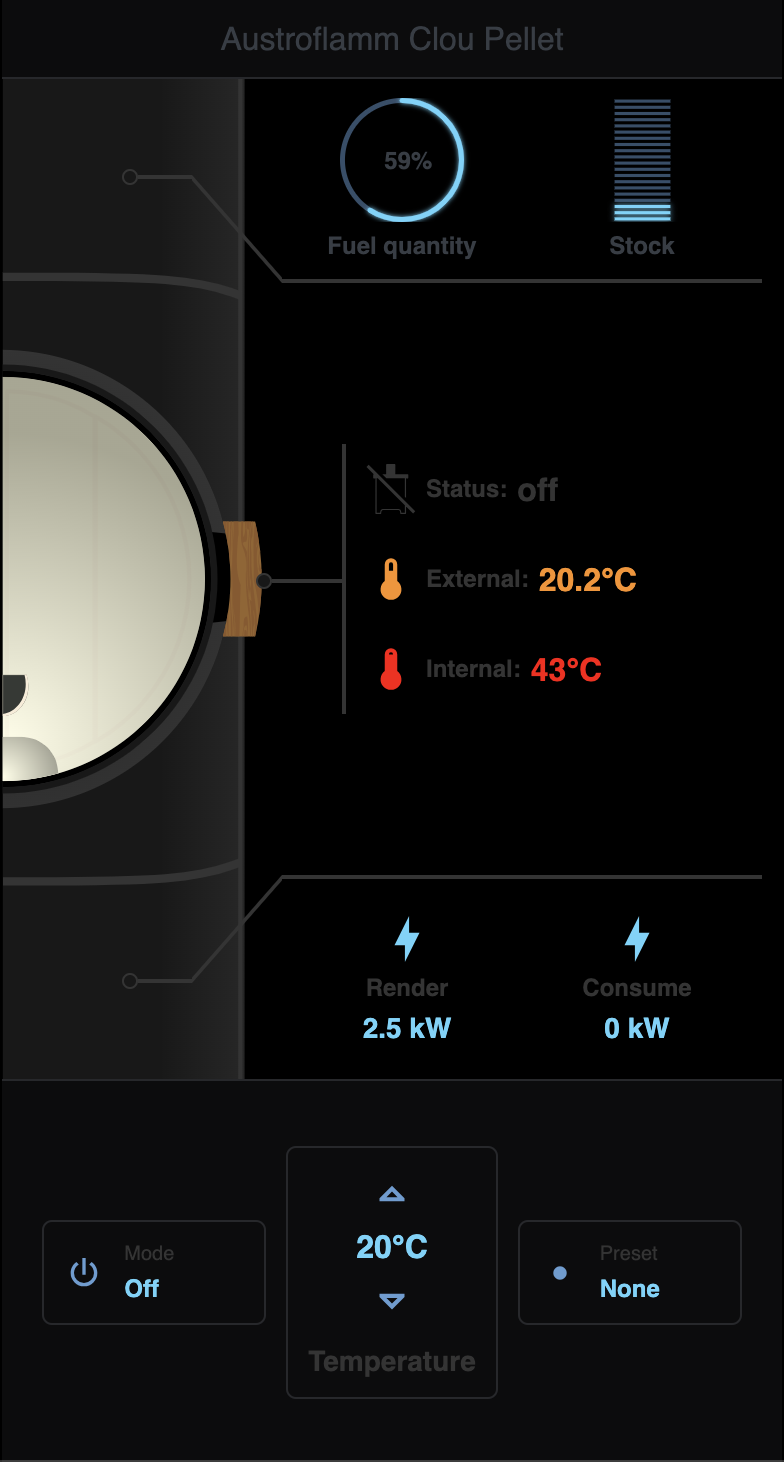 Austroflamm Clou Pellet
59%
Fuel quantity
Stock
Status: off
External: 20.2°C
Internal: 43°C
Render
2.5 kW
Consume
0 kW
Mode
Off
20°C
Temperature
Preset
None